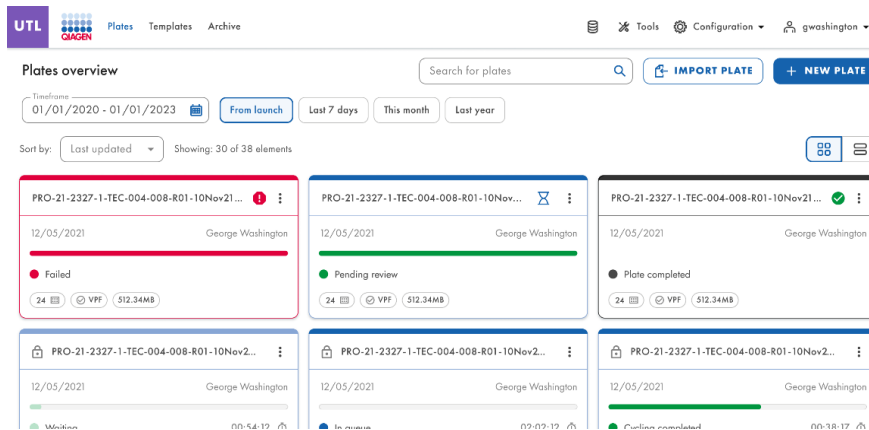 UTL QIAGEN Plates Templates Archive Tools Configuration gwashington
Plates overview Search for plates IMPORT PLATE + NEW PLATE
Timeframe
01/01/2020 - 01/01/2023 From launch Last 7 days This month Last year
Sort by: Last updated Showing: 30 of 38 elements
PRO-21-2327-1-TEC-004-008-R01-10Nov21... PRO-21-2327-1-TEC-004-008-R01-10Nov... PRO-21-2327-1-TEC-004-008-R01-10Nov21...
12/05/2021 George Washington 12/05/2021 George Washington 12/05/2021 George Washington
Failed Pending review Plate completed
24 VPF 512.34MB 24 VPF 512.34MB 24 VPF 512.34MB
PRO-21-2327-1-TEC-004-008-R01-10Nov2... PRO-21-2327-1-TEC-004-008-R01-10Nov2... PRO-21-2327-1-TEC-004-008-R01-10Nov2...
12/05/2021 George Washington 12/05/2021 George Washington 12/05/2021 George Washington
Waiting 00:54:12 In queue 02:02:12 Cycling completed 00:38:17